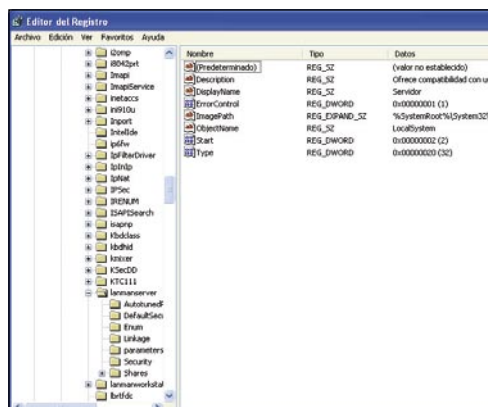 Editor del Registro
Archivo Edición Ver Favoritos Ayuda
i2omp
i8042prt
Imapi
ImapiService
inetaccs
ini910u
Inport
IntelIde
ip6fw
IpFilterDriver
IpInIp
IpNat
IPSec
IRENUM
ISAPISearch
isapnp
Kbdclass
kbdhid
kmixer
KSecDD
KTC111
lanmanserver
AutotunedP
DefaultSecu
Enum
Linkage
parameters
Security
Shares
lanmanworkstat
lbrtfdc
Nombre Tipo Datos
(Predeterminado) REG_SZ (valor no establecido)
Description REG_SZ Ofrece compatibilidad con u
DisplayName REG_SZ Servidor
ErrorControl REG_DWORD 0x00000001 (1)
ImagePath REG_EXPAND_SZ %SystemRoot%\System32\
ObjectName REG_SZ LocalSystem
Start REG_DWORD 0x00000002 (2)
Type REG_DWORD 0x00000020 (32)